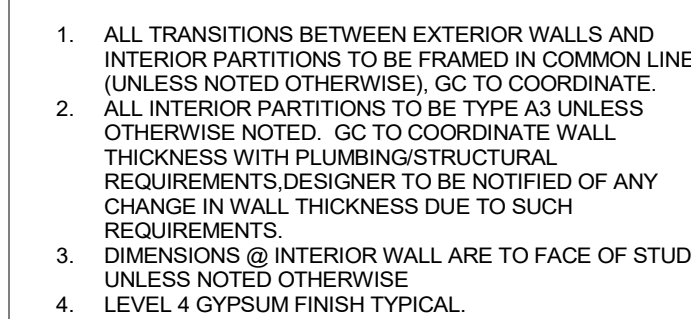 1. ALL TRANSITIONS BETWEEN EXTERIOR WALLS AND
INTERIOR PARTITIONS TO BE FRAMED IN COMMON LINE
(UNLESS NOTED OTHERWISE), GC TO COORDINATE.
2. ALL INTERIOR PARTITIONS TO BE TYPE A3 UNLESS
OTHERWISE NOTED. GC TO COORDINATE WALL
THICKNESS WITH PLUMBING/STRUCTURAL
REQUIREMENTS,DESIGNER TO BE NOTIFIED OF ANY
CHANGE IN WALL THICKNESS DUE TO SUCH
REQUIREMENTS.
3. DIMENSIONS @ INTERIOR WALL ARE TO FACE OF STUD
UNLESS NOTED OTHERWISE
4. LEVEL 4 GYPSUM FINISH TYPICAL.